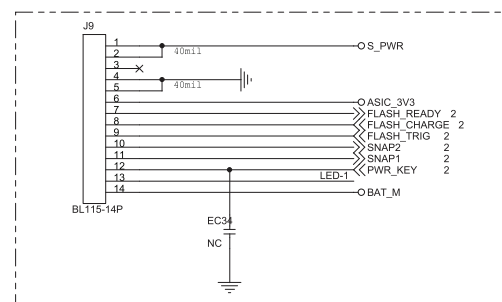 J9
1
S_PWR
2
40mil
3
4
40mil
5
6
ASIC_3V3
7
FLASH_READY 2
8
FLASH_CHARGE 2
9
FLASH_TRIG 2
10
SNAP2 2
11
SNAP1 2
12
PWR_KEY 2
13
LED-1
14
BAT_M
BL115-14P
EC34
NC